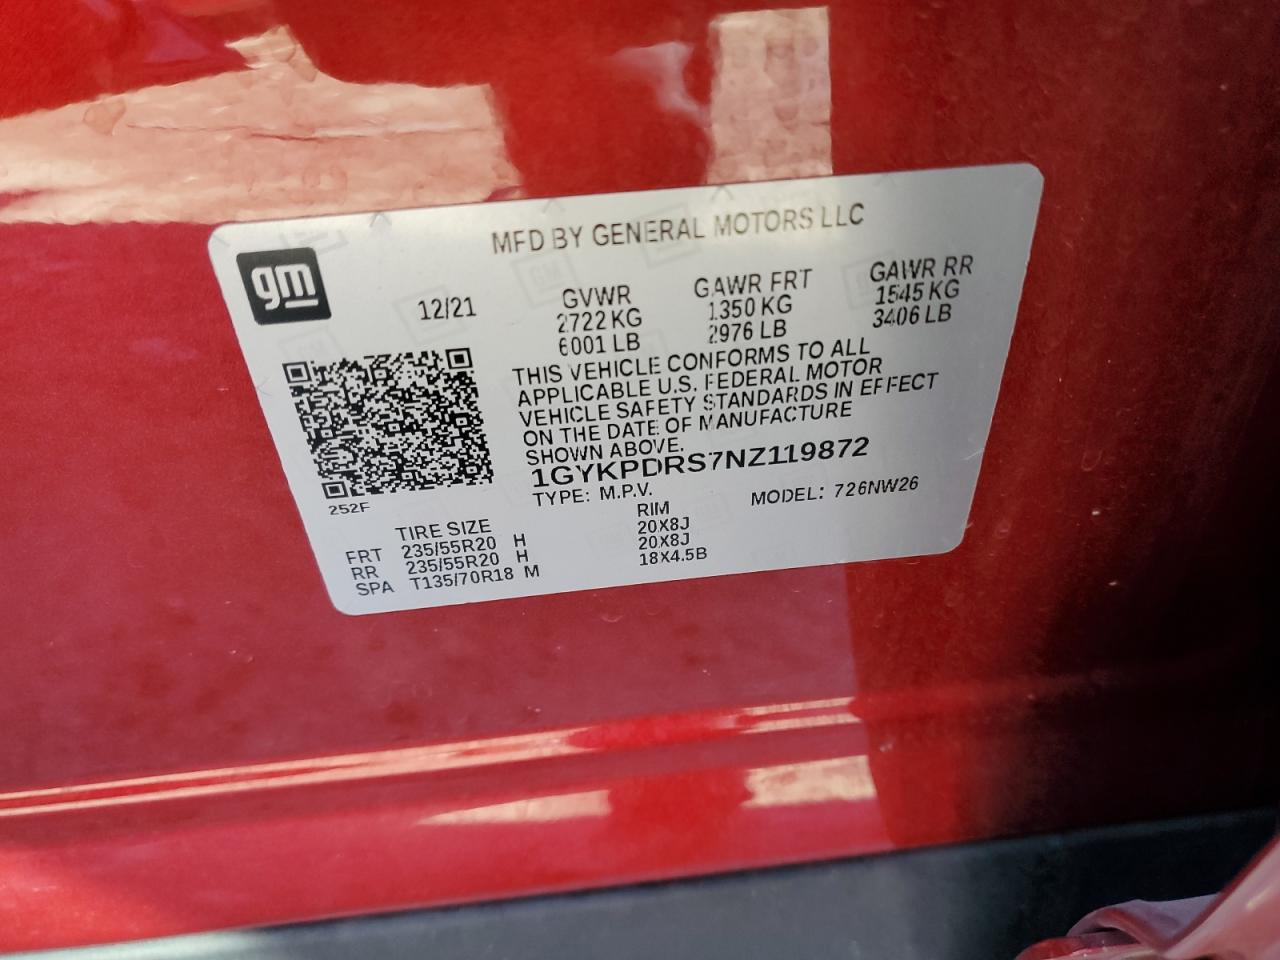 MFD BY GENERAL MOTORS LLC
gm
12/21
GVWR GAWR FRT GAWR RR
2722 KG 1350 KG 1545 KG
6001 LB 2976 LB 3406 LB
THIS VEHICLE CONFORMS TO ALL
APPLICABLE U.S. FEDERAL MOTOR
VEHICLE SAFETY STANDARDS IN EFFECT
ON THE DATE OF MANUFACTURE
SHOWN ABOVE.
1GYKPDRS7NZ119872
TYPE: M.P.V. MODEL: 726NW26
252F
TIRE SIZE RIM
FRT 235/55R20 H 20X8J
RR 235/55R20 H 20X8J
SPA T135/70R18 M 18X4.5B